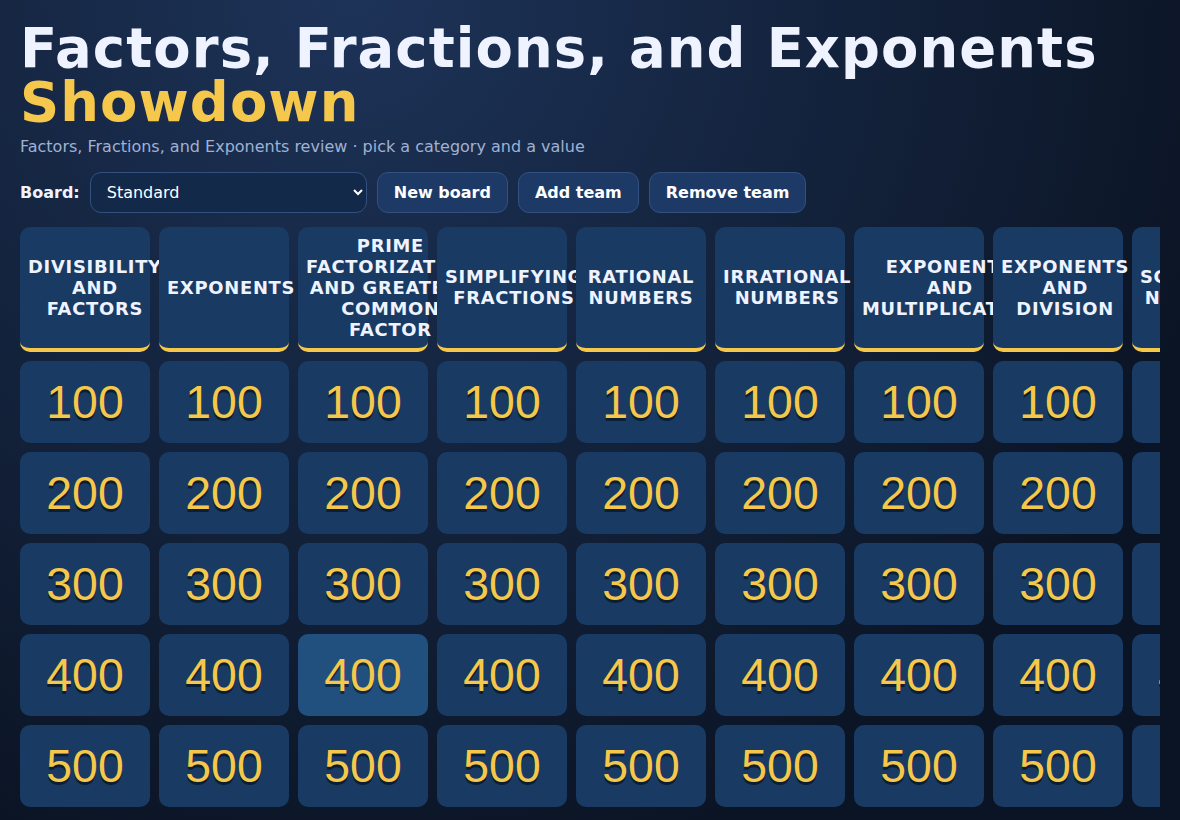 Factors, Fractions, and Exponents
Showdown
Factors, Fractions, and Exponents review · pick a category and a value
Board: Standard New board Add team Remove team
DIVISIBILITY
AND
FACTORS
EXPONENTS
PRIME
FACTORIZAT
AND GREATE
COMMON
FACTOR
SIMPLIFYING
FRACTIONS
RATIONAL
NUMBERS
IRRATIONAL
NUMBERS
EXPONENT
AND
MULTIPLICAT
EXPONENTS
AND
DIVISION
100 100 100 100 100 100 100 100
200 200 200 200 200 200 200 200
300 300 300 300 300 300 300 300
400 400 400 400 400 400 400 400
500 500 500 500 500 500 500 500